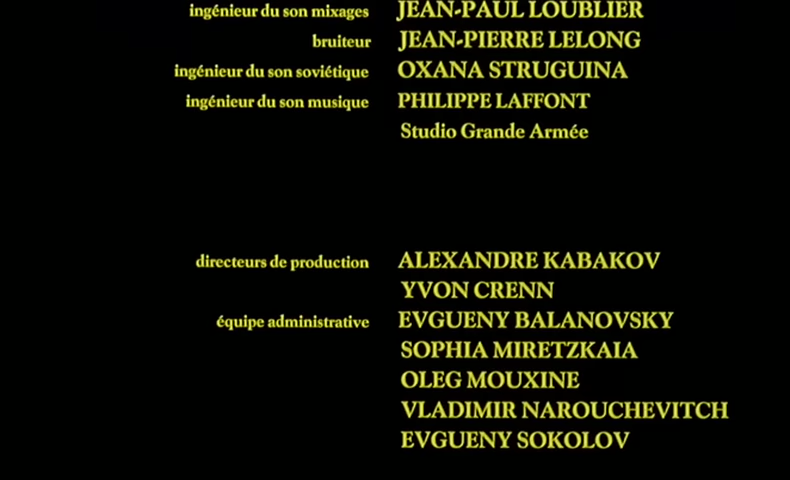 ingénieur du son mixages JEAN-PAUL LOUBLIER
bruiteur JEAN-PIERRE LELONG
ingénieur du son soviétique OXANA STRUGUINA
ingénieur du son musique PHILIPPE LAFFONT
Studio Grande Armée
directeurs de production ALEXANDRE KABAKOV
YVON CRENN
équipe administrative EVGUENY BALANOVSKY
SOPHIA MIRETZKAIA
OLEG MOUXINE
VLADIMIR NAROUCHEVITCH
EVGUENY SOKOLOV